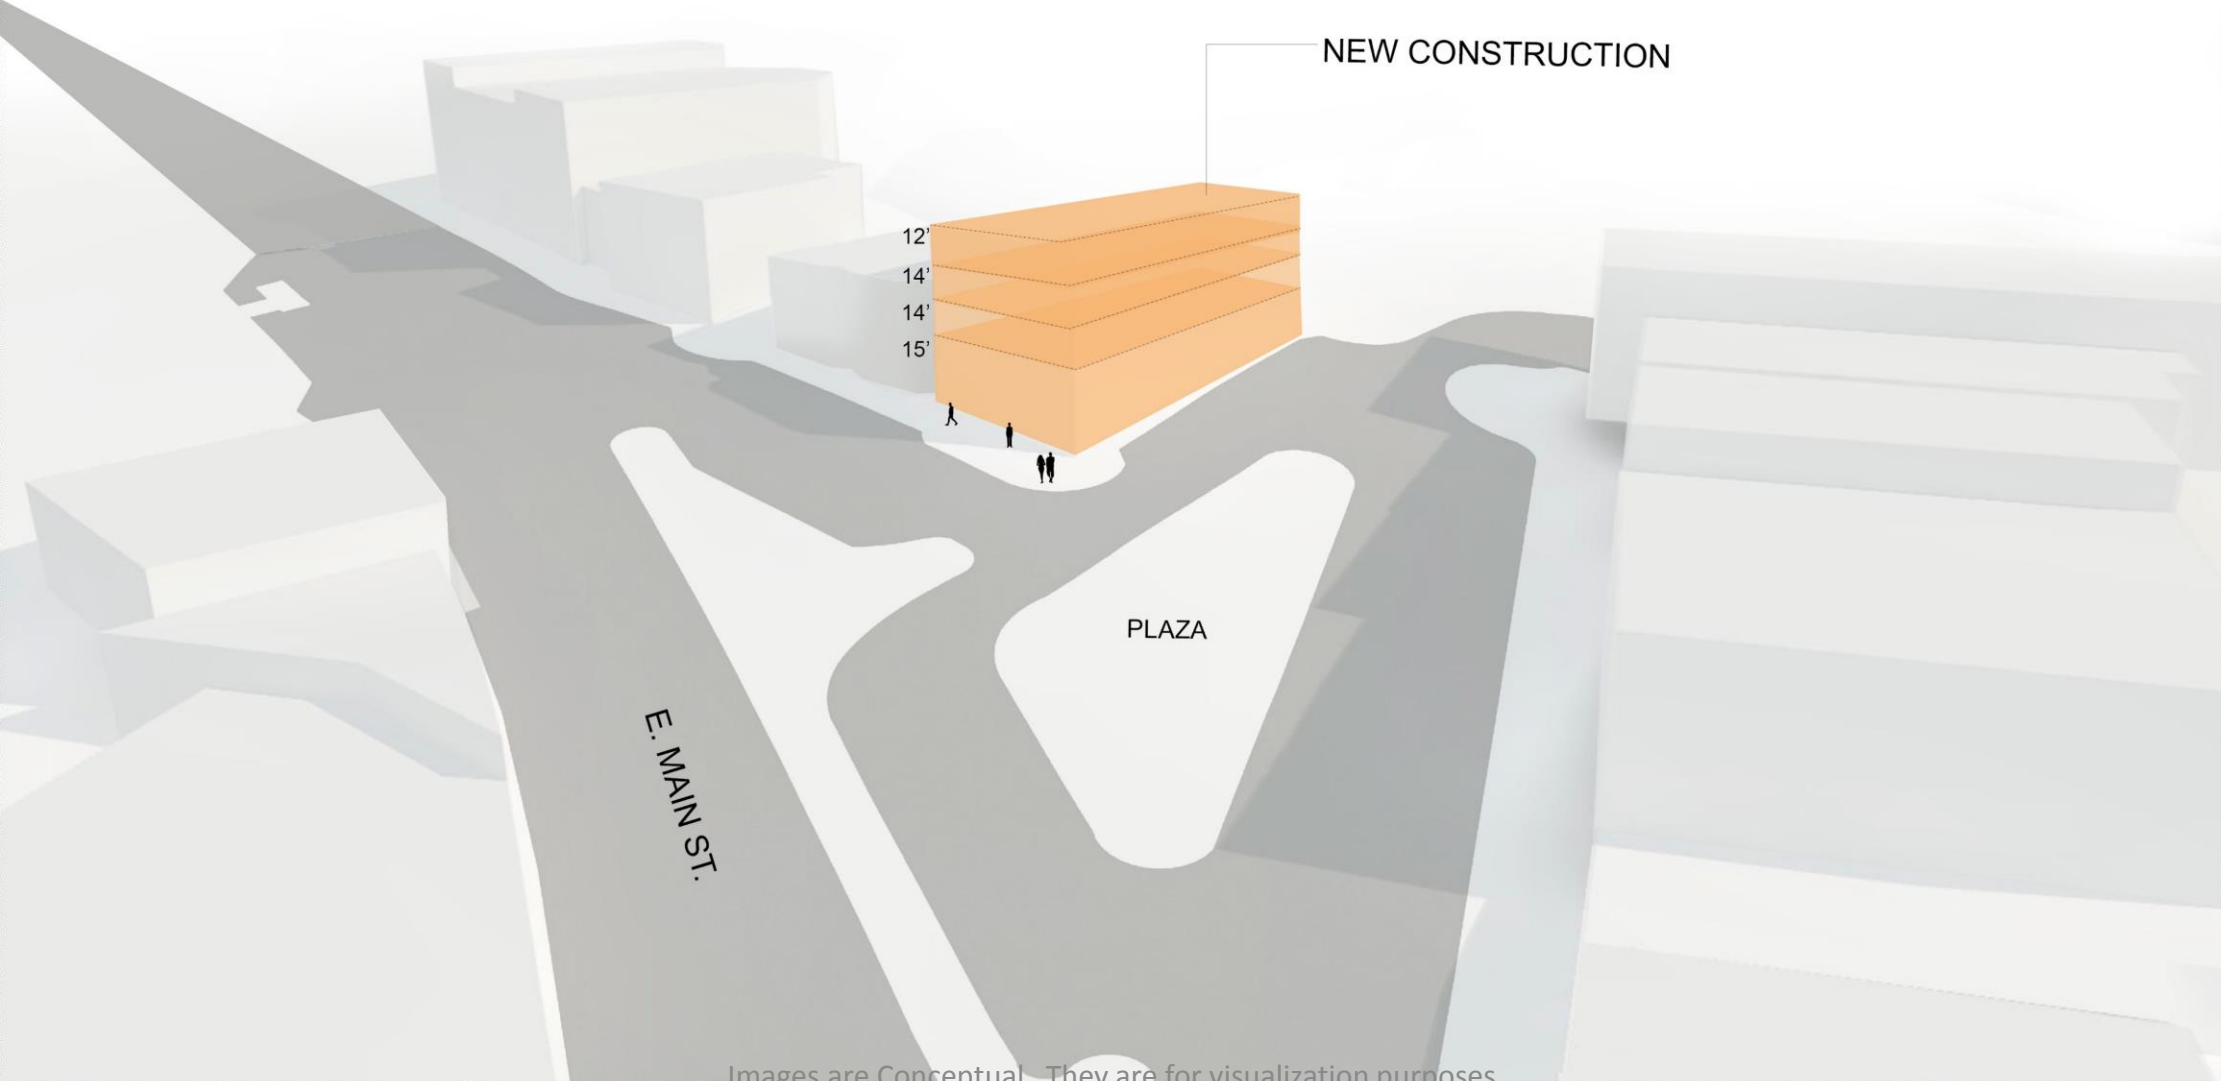 NEW CONSTRUCTION
12’
14’
14’
15’
PLAZA
E. MAIN ST.
Images are Conceptual. They are for visualization purposes